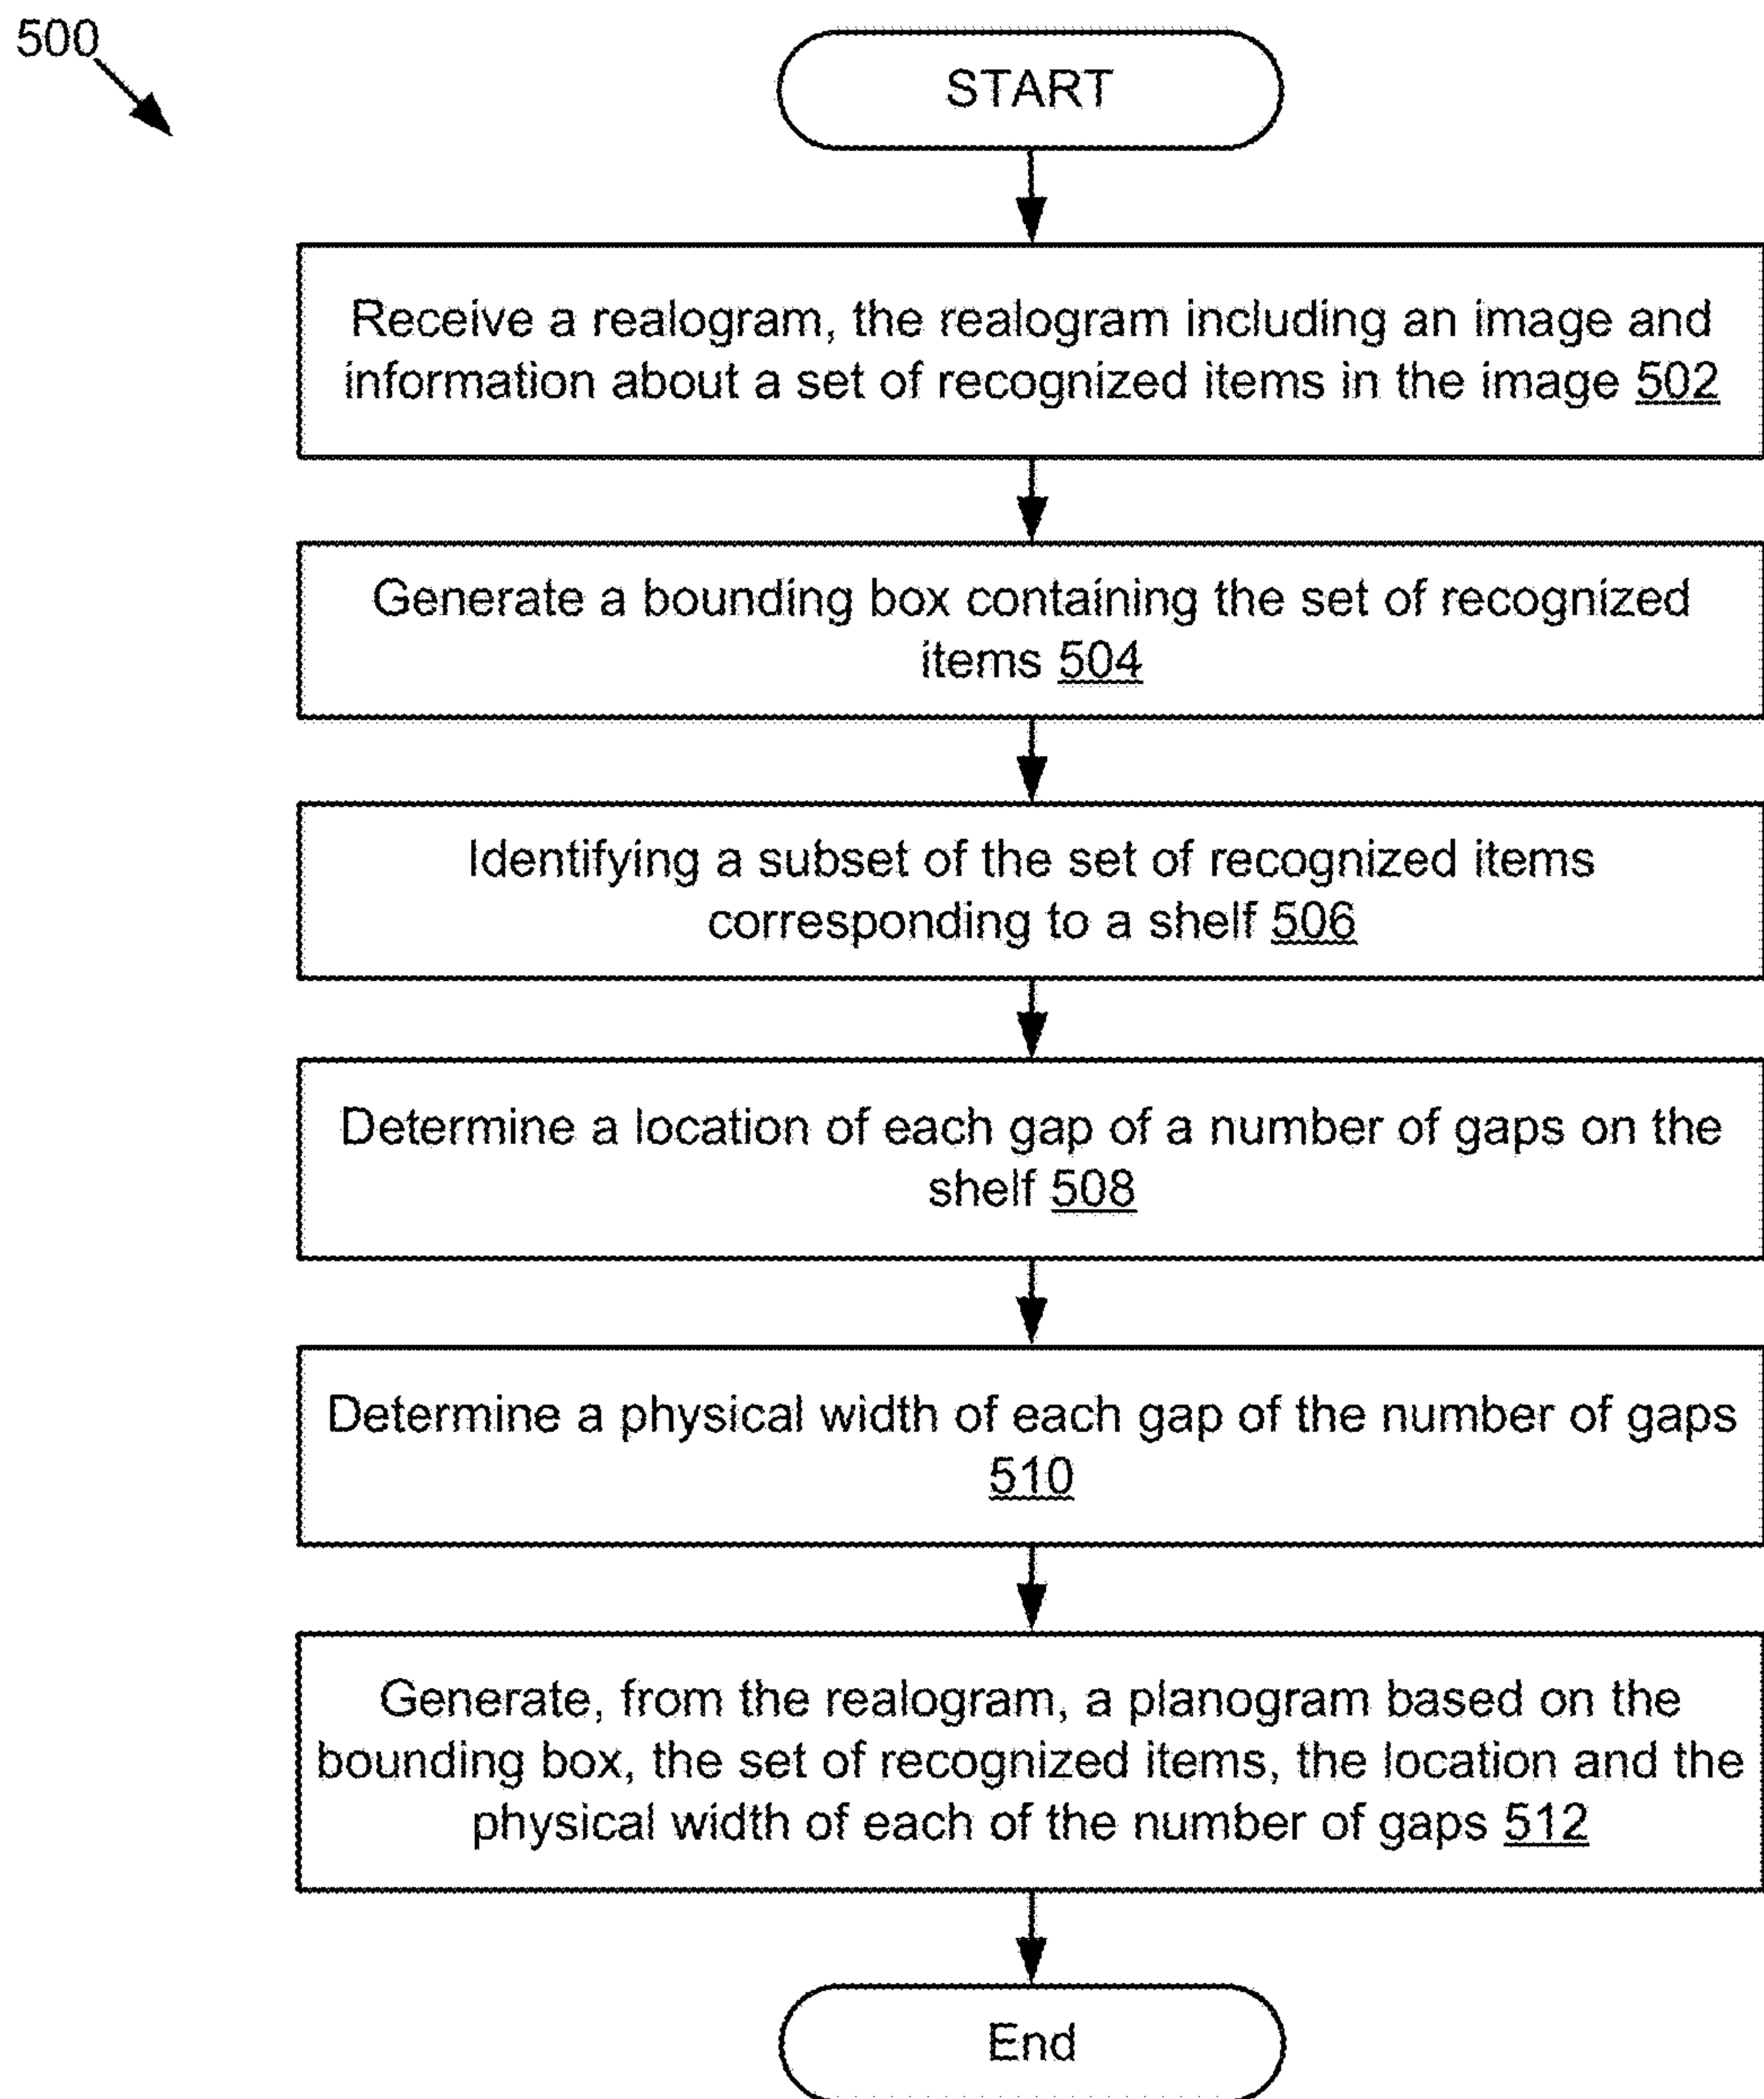 500
START
Receive a realogram, the realogram including an image and
information about a set of recognized items in the image 502
Generate a bounding box containing the set of recognized
items 504
Identifying a subset of the set of recognized items
corresponding to a shelf 506
Determine a location of each gap of a number of gaps on the
shelf 508
Determine a physical width of each gap of the number of gaps
510
Generate, from the realogram, a planogram based on the
bounding box, the set of recognized items, the location and the
physical width of each of the number of gaps 512
End